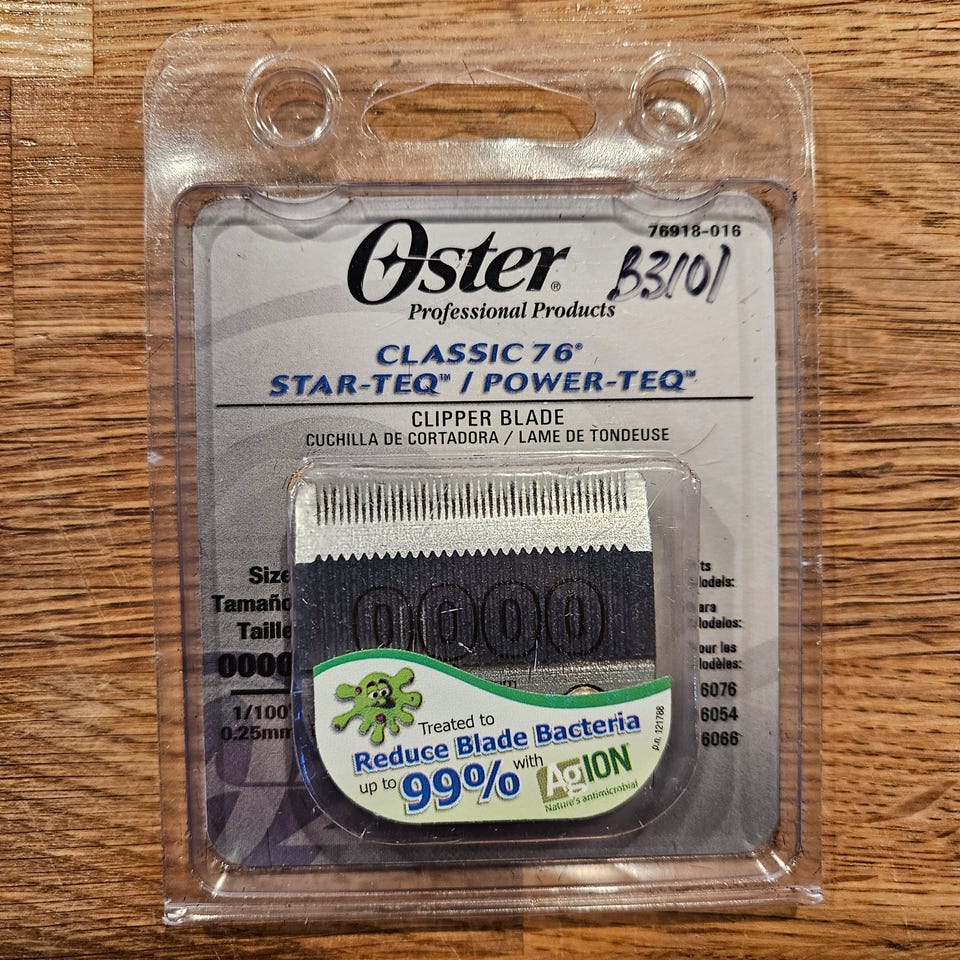 76918-016
Oster®
B3101
Professional Products
CLASSIC 76®
STAR-TEQ™ / POWER-TEQ™
CLIPPER BLADE
CUCHILLA DE CORTADORA / LAME DE TONDEUSE
Size
Tamaño
Taille
0000
1/100"
0.25mm
0000
Treated to
Reduce Blade Bacteria
up to 99% with AgION
Nature's antimicrobial
p.n. 121788
6076
6054
6066